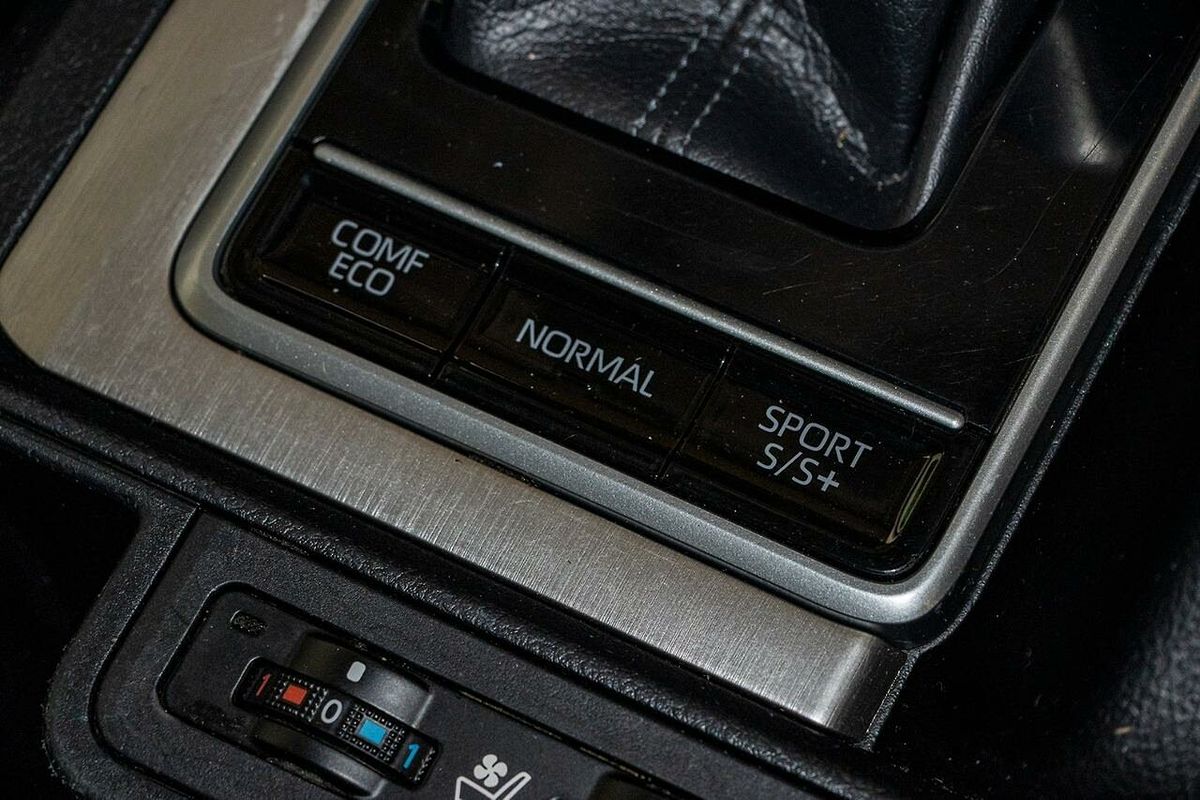 COMF
ECO
NORMAL
SPORT
S/S+
1 0 1